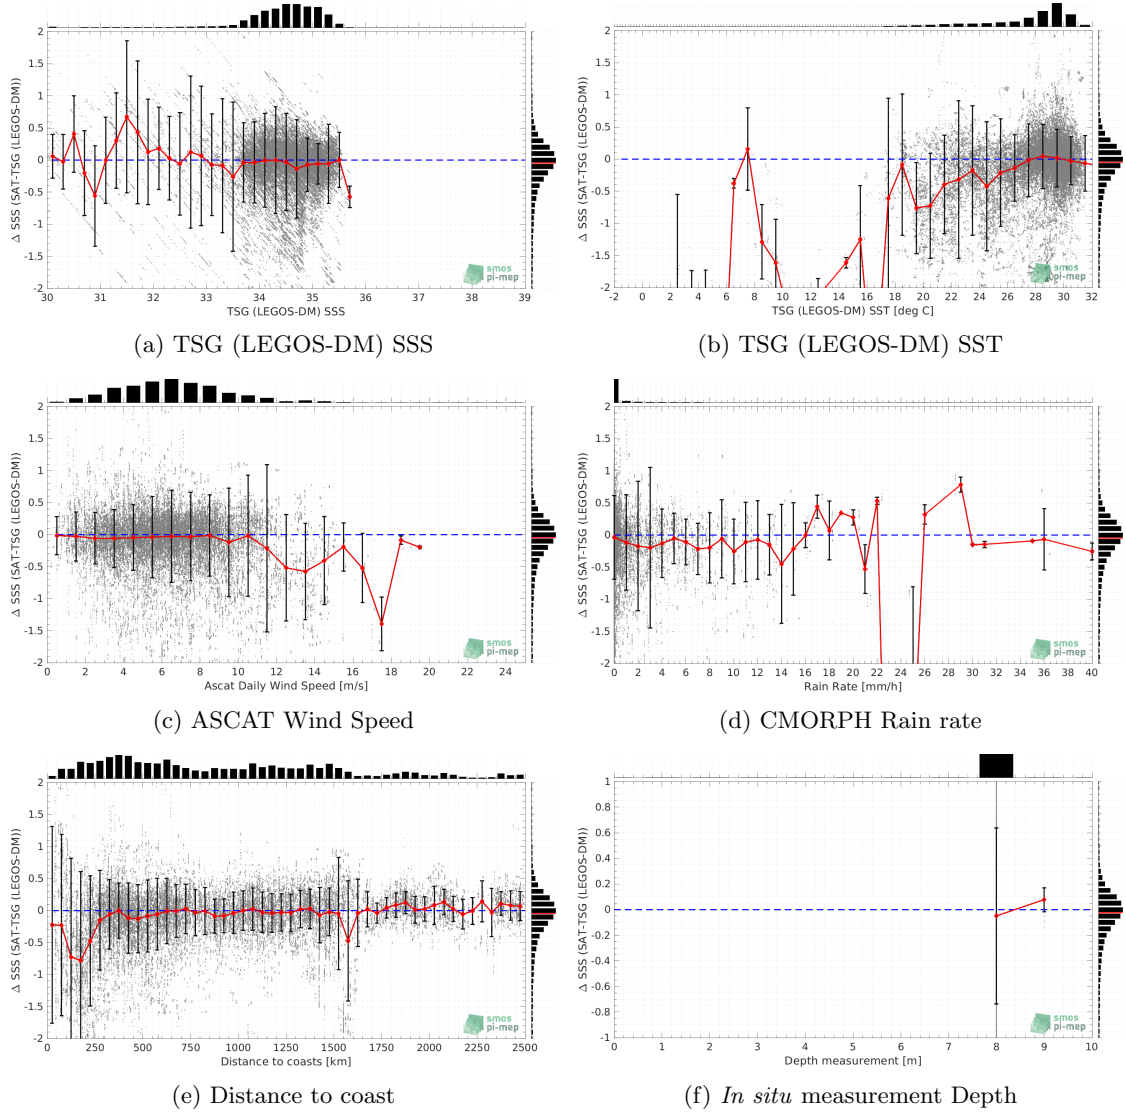 2
1.5
1
0.5
0
-0.5
-1
-1.5
-2
Δ SSS (SAT-TSG (LEGOS-DM))
30 31 32 33 34 35 36 37 38 39
TSG (LEGOS-DM) SSS
smos
pi-mep
(a) TSG (LEGOS-DM) SSS
2
1.5
1
0.5
0
-0.5
-1
-1.5
-2
Δ SSS (SAT-TSG (LEGOS-DM))
-2 0 2 4 6 8 10 12 14 16 18 20 22 24 26 28 30 32
TSG (LEGOS-DM) SST [deg C]
smos
pi-mep
(b) TSG (LEGOS-DM) SST
2
1.5
1
0.5
0
-0.5
-1
-1.5
-2
Δ SSS (SAT-TSG (LEGOS-DM))
0 2 4 6 8 10 12 14 16 18 20 22 24
Ascat Daily Wind Speed [m/s]
smos
pi-mep
(c) ASCAT Wind Speed
2
1.5
1
0.5
0
-0.5
-1
-1.5
-2
Δ SSS (SAT-TSG (LEGOS-DM))
0 2 4 6 8 10 12 14 16 18 20 22 24 26 28 30 32 34 36 38 40
Rain Rate [mm/h]
smos
pi-mep
(d) CMORPH Rain rate
2
1.5
1
0.5
0
-0.5
-1
-1.5
-2
Δ SSS (SAT-TSG (LEGOS-DM))
0 250 500 750 1000 1250 1500 1750 2000 2250 2500
Distance to coasts [km]
smos
pi-mep
(e) Distance to coast
1
0.8
0.6
0.4
0.2
0
-0.2
-0.4
-0.6
-0.8
-1
Δ SSS (SAT-TSG (LEGOS-DM))
0 1 2 3 4 5 6 7 8 9 10
Depth measurement [m]
smos
pi-mep
(f) In situ measurement Depth